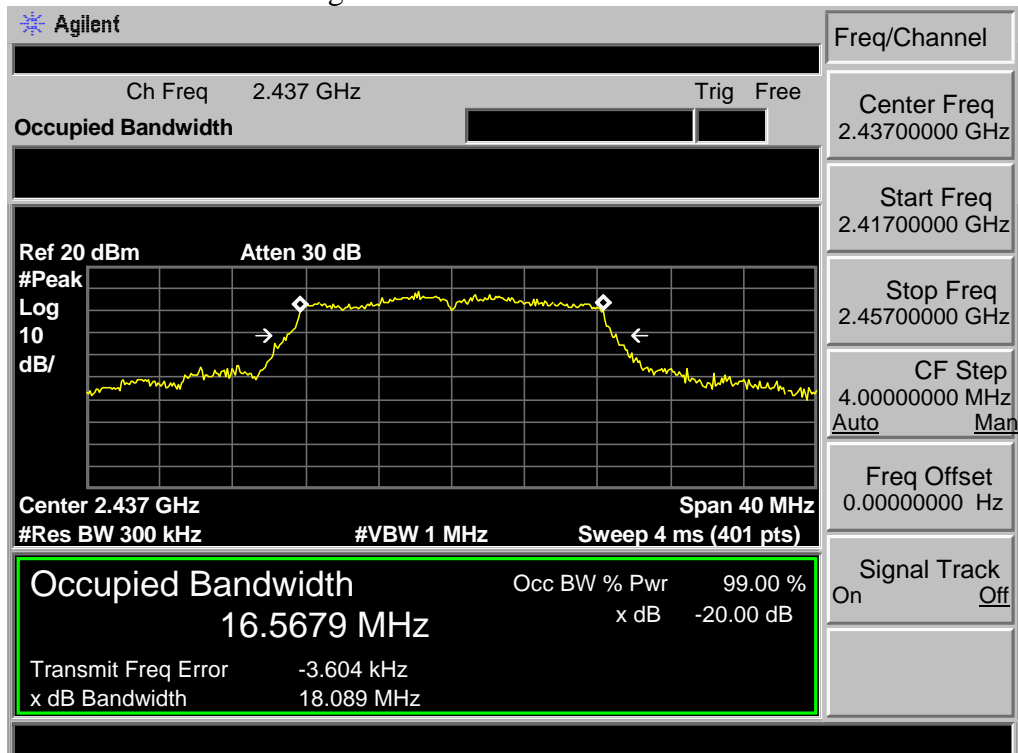 Agilent
Freq/Channel
Ch Freq 2.437 GHz Trig Free
Occupied Bandwidth
Center Freq
2.43700000 GHz
Start Freq
2.41700000 GHz
Ref 20 dBm Atten 30 dB
#Peak
Log
10
dB/
Stop Freq
2.45700000 GHz
CF Step
4.00000000 MHz
Auto Man
Freq Offset
0.00000000 Hz
Center 2.437 GHz Span 40 MHz
#Res BW 300 kHz #VBW 1 MHz Sweep 4 ms (401 pts)
Signal Track
On Off
Occupied Bandwidth Occ BW % Pwr 99.00 %
16.5679 MHz x dB -20.00 dB
Transmit Freq Error -3.604 kHz
x dB Bandwidth 18.089 MHz